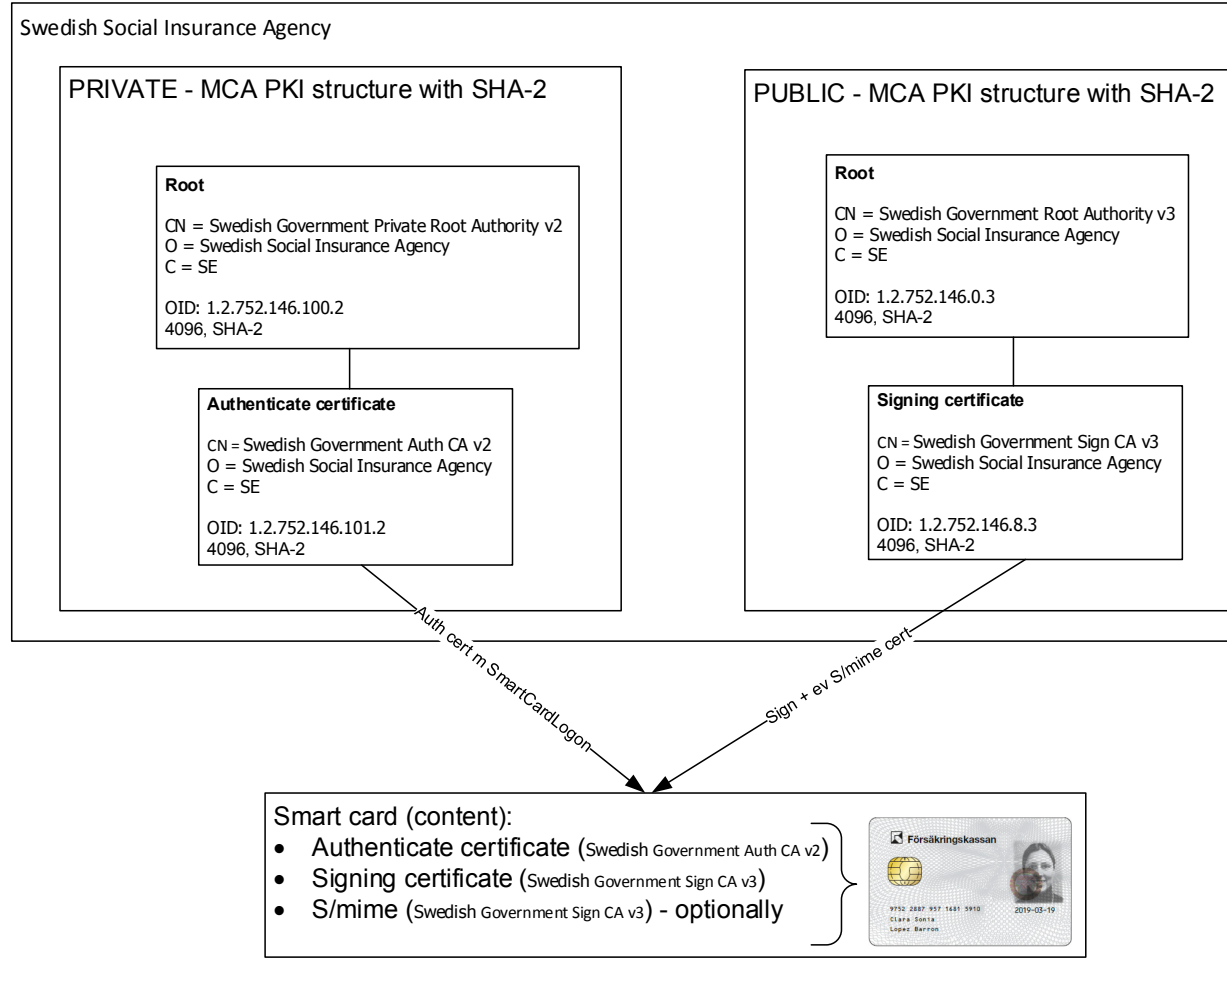 Swedish Social Insurance Agency
PRIVATE - MCA PKI structure with SHA-2
Root
CN = Swedish Government Private Root Authority v2
O = Swedish Social Insurance Agency
C = SE
OID: 1.2.752.146.100.2
4096, SHA-2
Authenticate certificate
CN = Swedish Government Auth CA v2
O = Swedish Social Insurance Agency
C = SE
OID: 1.2.752.146.101.2
4096, SHA-2
PUBLIC - MCA PKI structure with SHA-2
Root
CN = Swedish Government Root Authority v3
O = Swedish Social Insurance Agency
C = SE
OID: 1.2.752.146.0.3
4096, SHA-2
Signing certificate
CN = Swedish Government Sign CA v3
O = Swedish Social Insurance Agency
C = SE
OID: 1.2.752.146.8.3
4096, SHA-2
Auth cert m SmartCardLogon
Sign + ev S/mime cert
Smart card (content):
• Authenticate certificate (Swedish Government Auth CA v2)
• Signing certificate (Swedish Government Sign CA v3)
• S/mime (Swedish Government Sign CA v3) - optionally
Försäkringskassan
9752 2887 957 1681 5910
2019-03-19
Clara Sonia
Lopez Barron